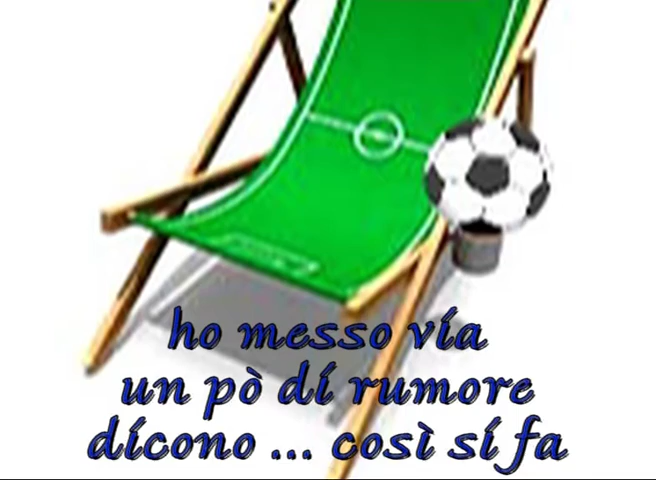 ho messo vía
un pò dí rumore
dícono ... così sí fa